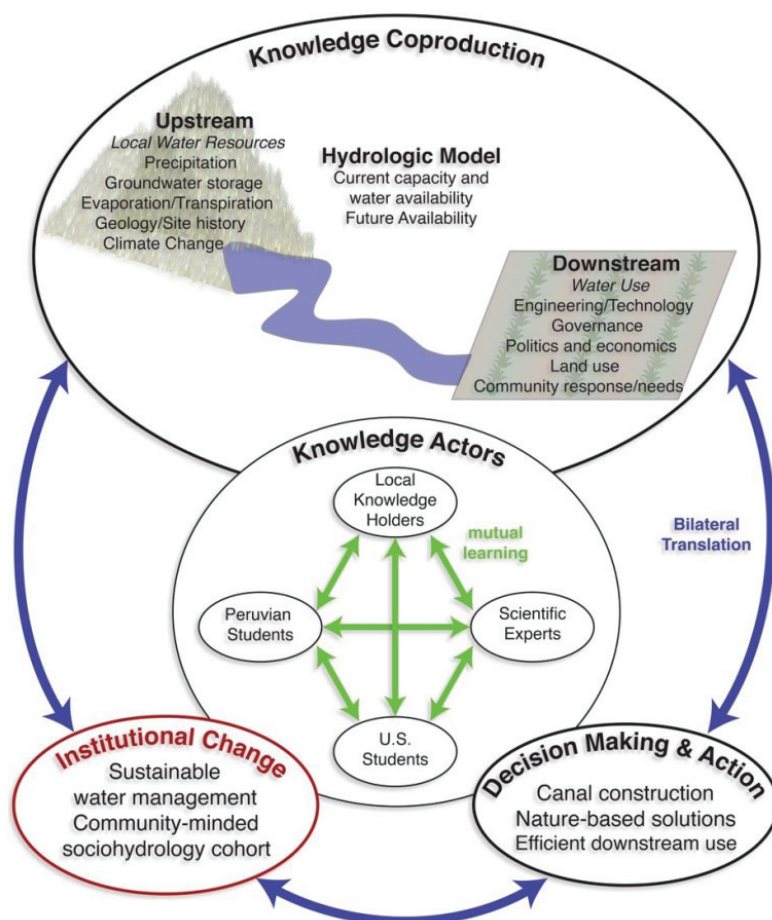 Knowledge Coproduction
Upstream
Local Water Resources
Precipitation
Groundwater storage
Evaporation/Transpiration
Geology/Site history
Climate Change
Hydrologic Model
Current capacity and
water availability
Future Availability
Downstream
Water Use
Engineering/Technology
Governance
Politics and economics
Land use
Community response/needs
Knowledge Actors
Local
Knowledge
Holders
mutual
learning
Peruvian
Students
Scientific
Experts
U.S.
Students
Bilateral
Translation
Institutional Change
Sustainable
water management
Community-minded
sociohydrology cohort
Decision Making & Action
Canal construction
Nature-based solutions
Efficient downstream use